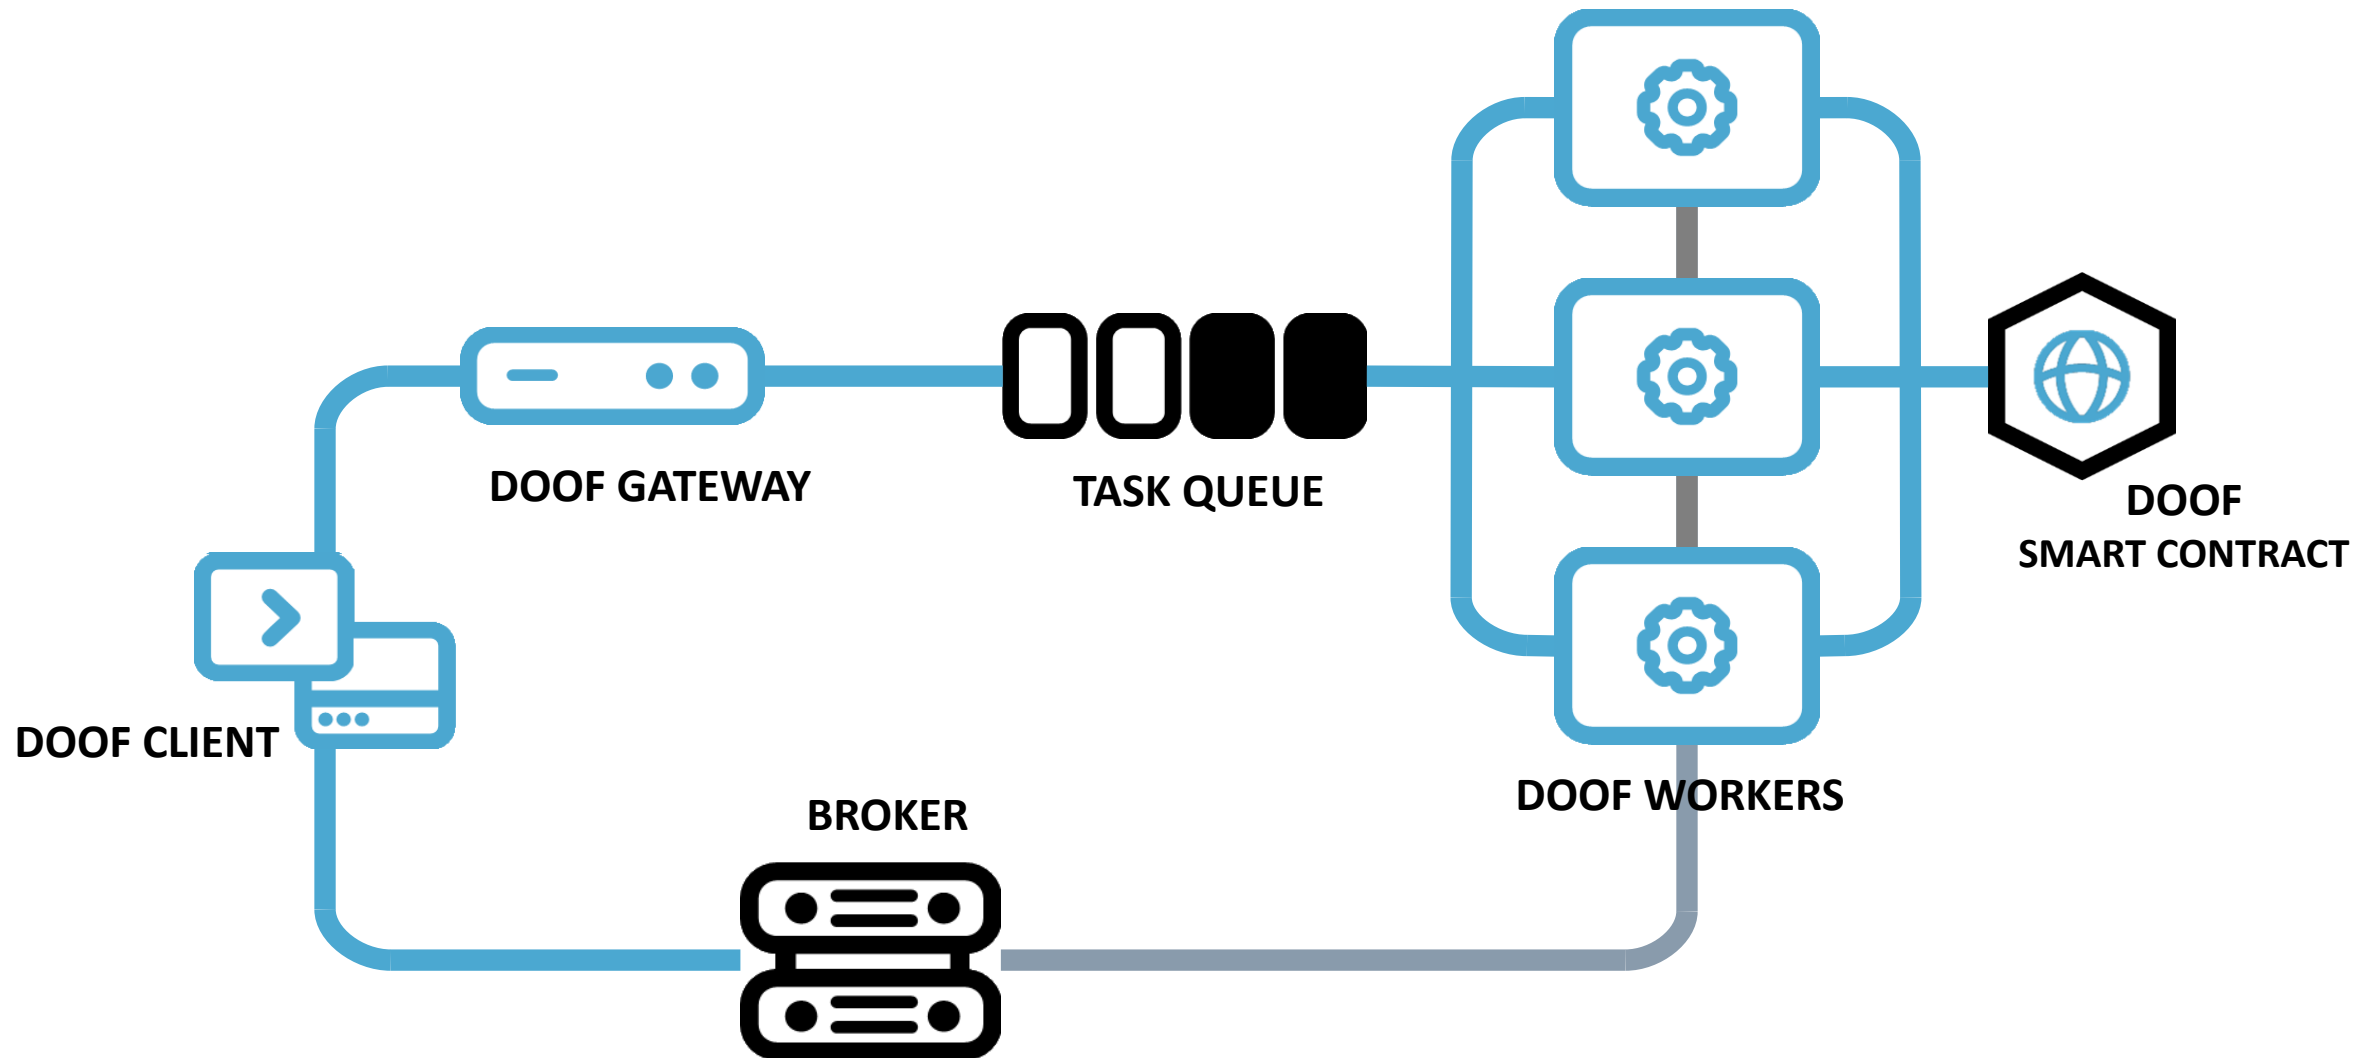 DOOF GATEWAY
TASK QUEUE
DOOF
SMART CONTRACT
DOOF CLIENT
DOOF WORKERS
BROKER